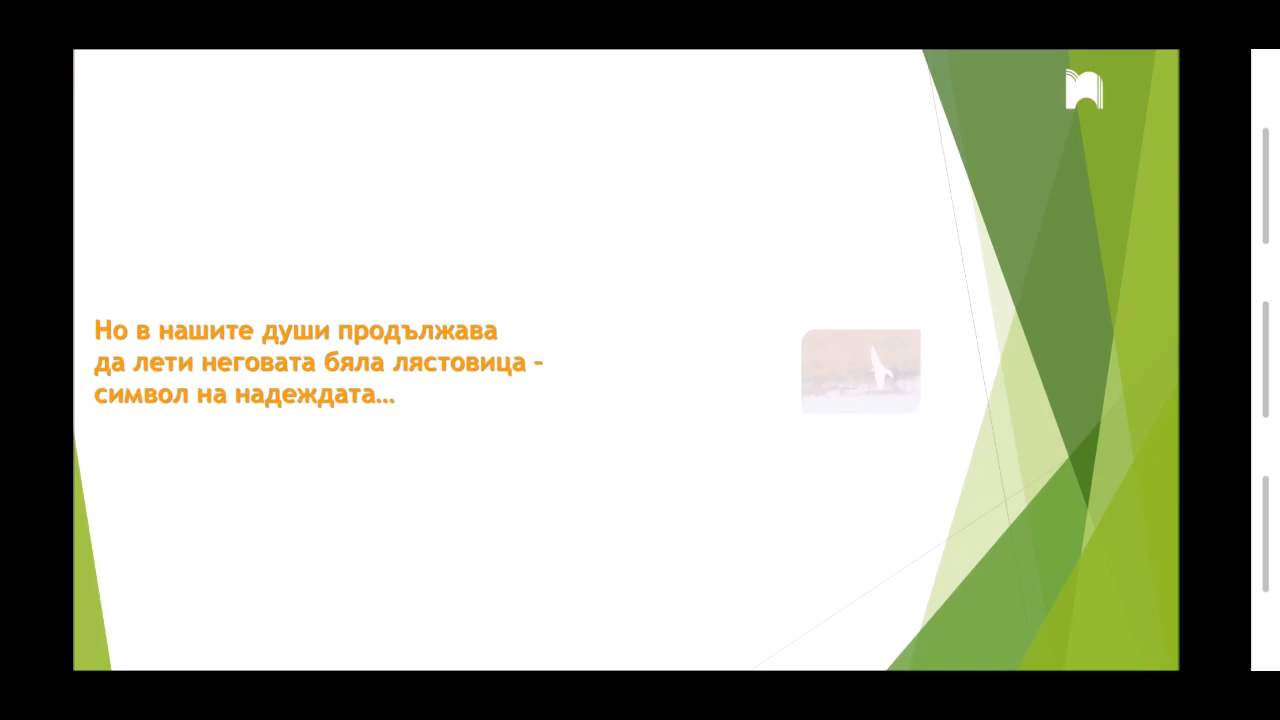 Но в нашите души продължава
да лети неговата бяла лястовица –
символ на надеждата...